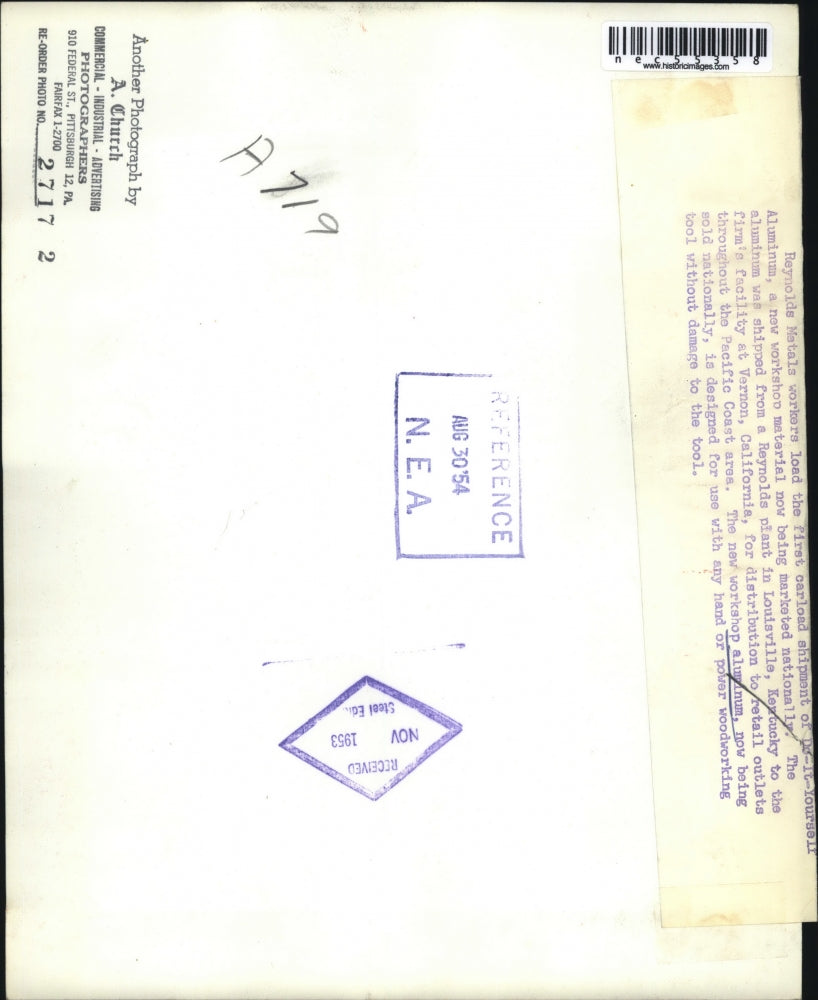 nec55358
www.historicimages.com
Reynolds Metals workers load the first carload shipment of Do-It-Yourself
Aluminum, a new workshop material now being marketed nationally. The
aluminum was shipped from a Reynolds plant in Louisville, Kentucky to the
firm's facility at Vernon, California, for distribution to retail outlets
throughout the Pacific Coast area. The new workshop aluminum, now being
sold nationally, is designed for use with any hand or power woodworking
tool without damage to the tool.
Another Photograph by
A. Church
COMMERCIAL - INDUSTRIAL - ADVERTISING
PHOTOGRAPHERS
910 FEDERAL ST., PITTSBURGH 12, PA.
FAIRFAX 1-2700
RE-ORDER PHOTO NO. 2717 2
A719
REFERENCE
AUG 30'54
N. E. A.
RECEIVED
NOV 1953
Steel Edi.